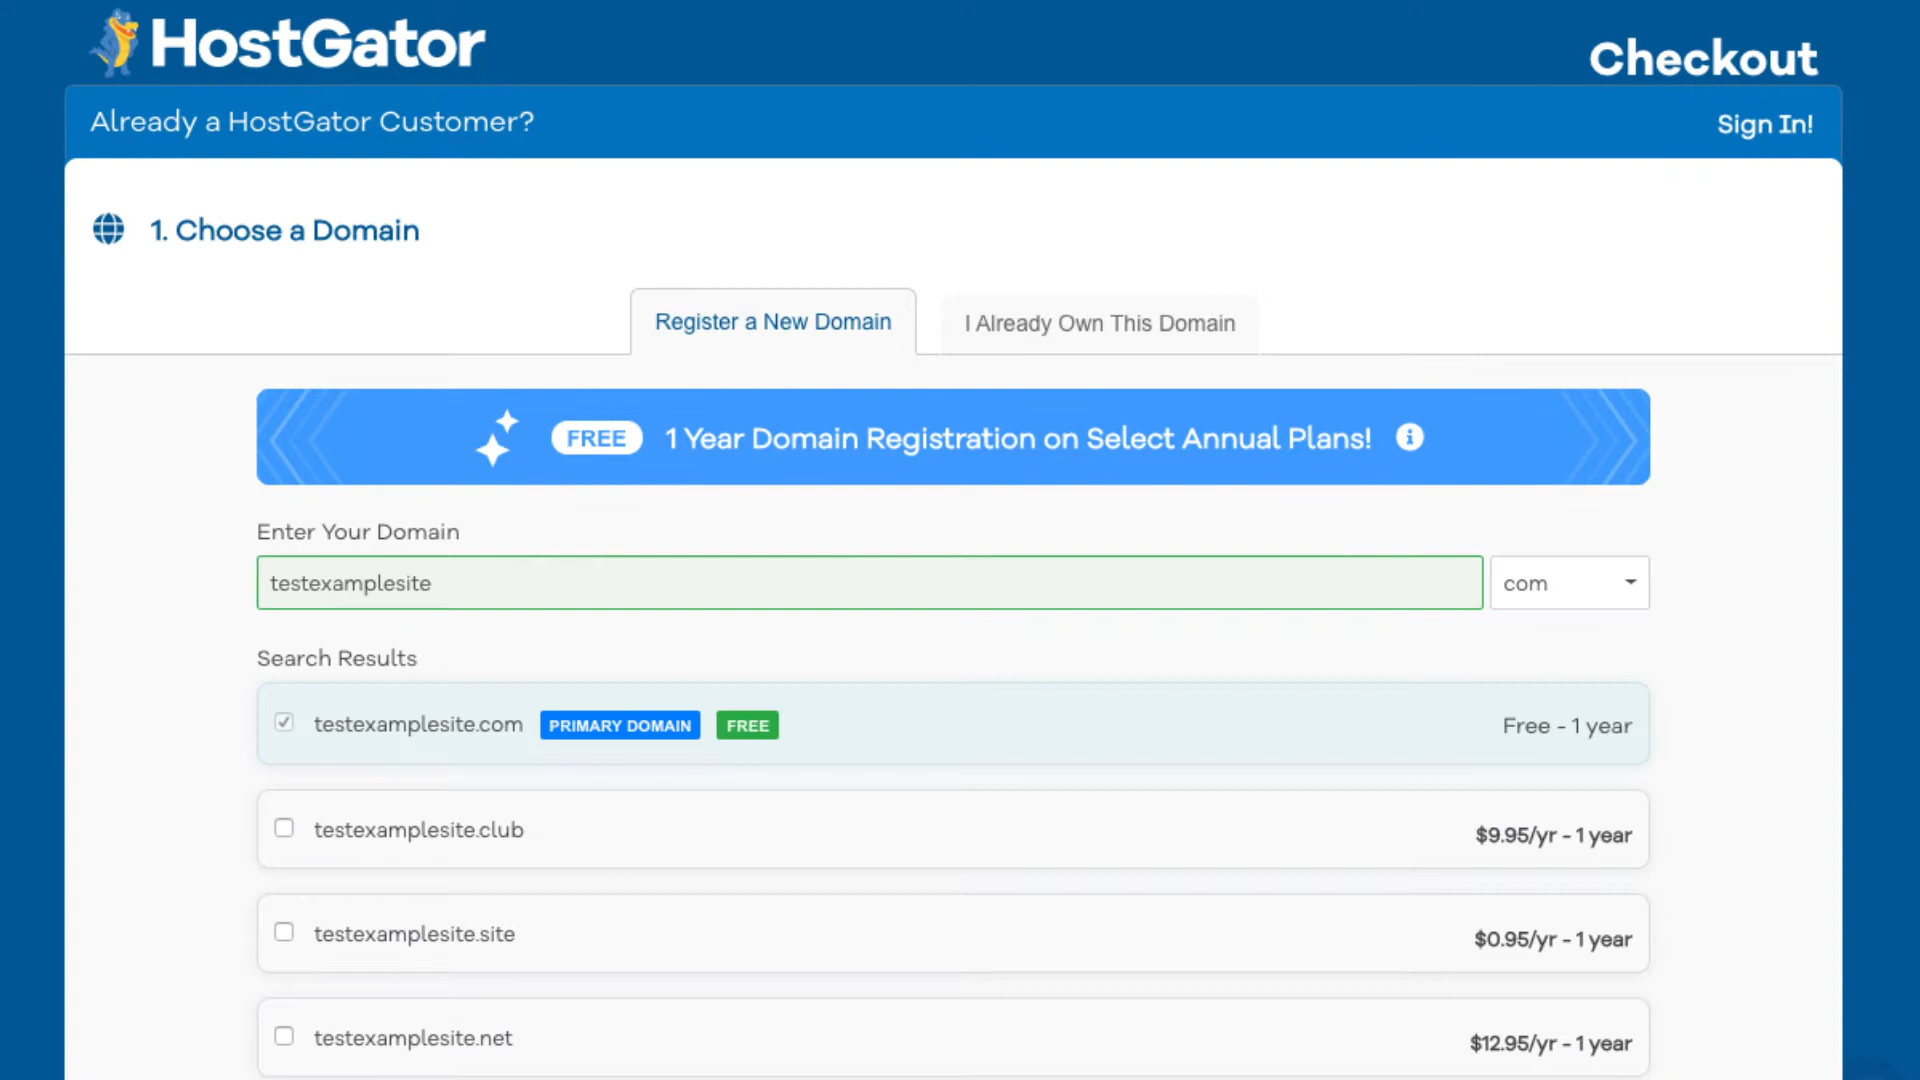 HostGator
Checkout
Already a HostGator Customer?
Sign In!
1. Choose a Domain
Register a New Domain
I Already Own This Domain
FREE 1 Year Domain Registration on Select Annual Plans!
Enter Your Domain
testexamplesite
com
Search Results
testexamplesite.com PRIMARY DOMAIN FREE Free - 1 year
testexamplesite.club $9.95/yr - 1 year
testexamplesite.site $0.95/yr - 1 year
testexamplesite.net $12.95/yr - 1 year